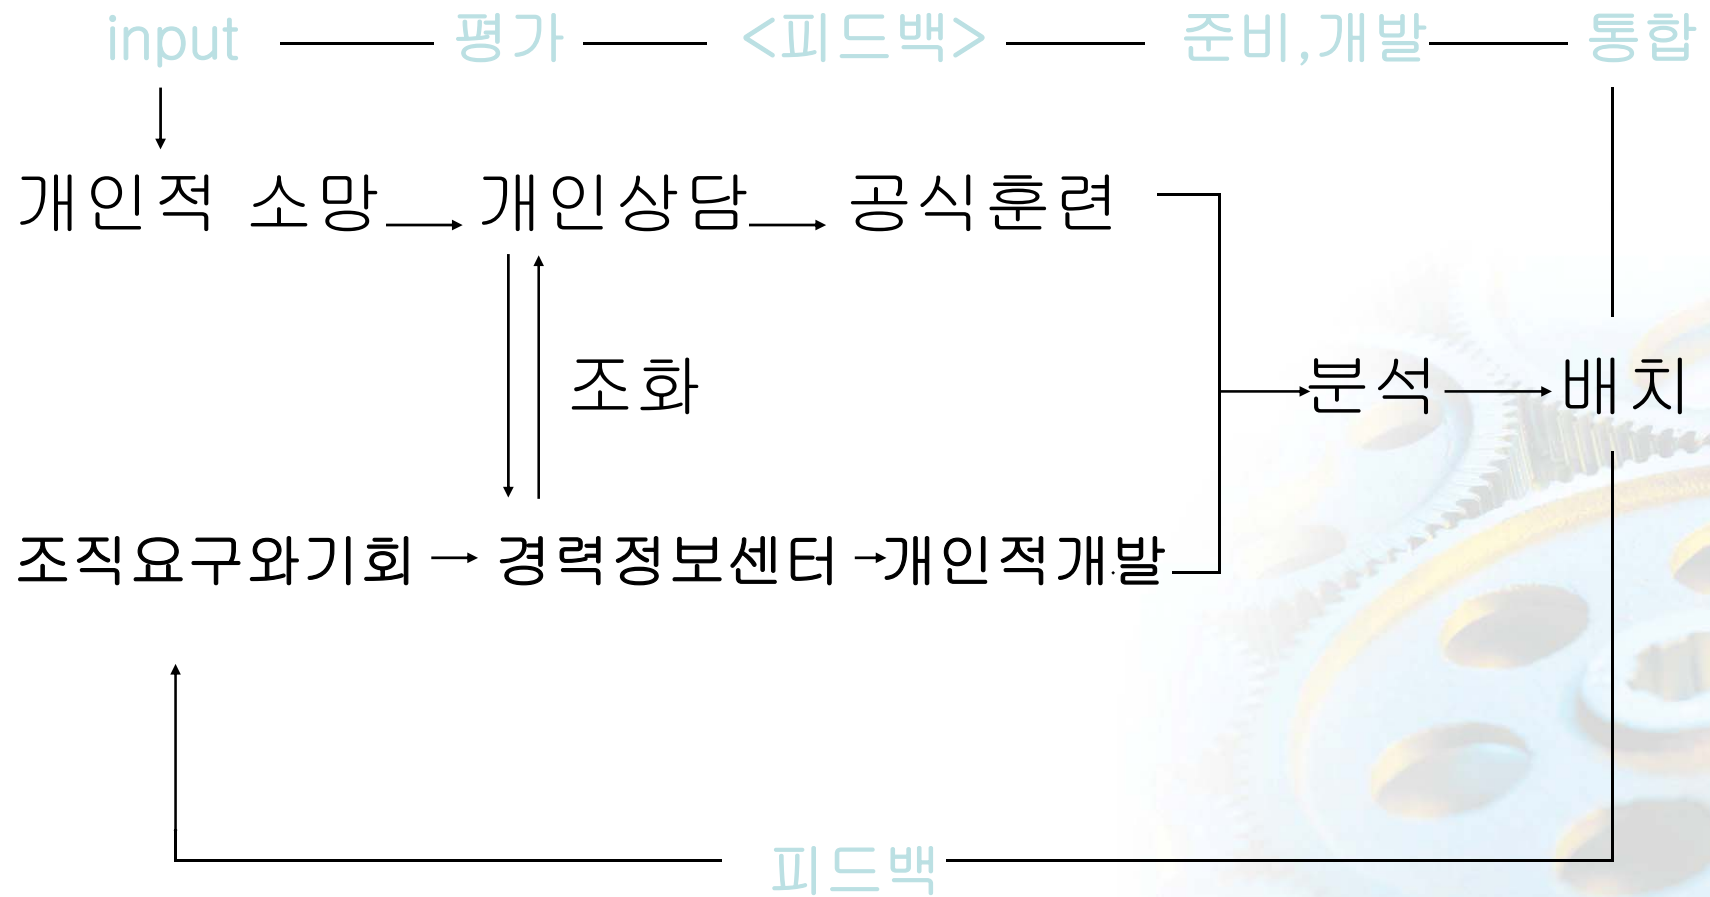 input 평가 <피드백> 준비,개발 통합
개인적 소망 개인상담 공식훈련
조화 분석 배치
조직요구와기회 경력정보센터 개인적개발
피드백